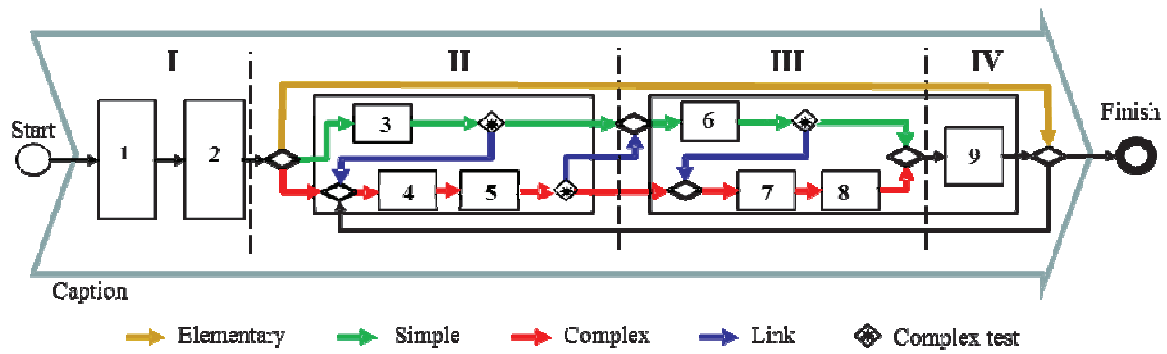 I II III IV
Start
Finish
1
2
3
6
9
4
5
7
8
Caption
Elementary Simple Complex Link Complex test